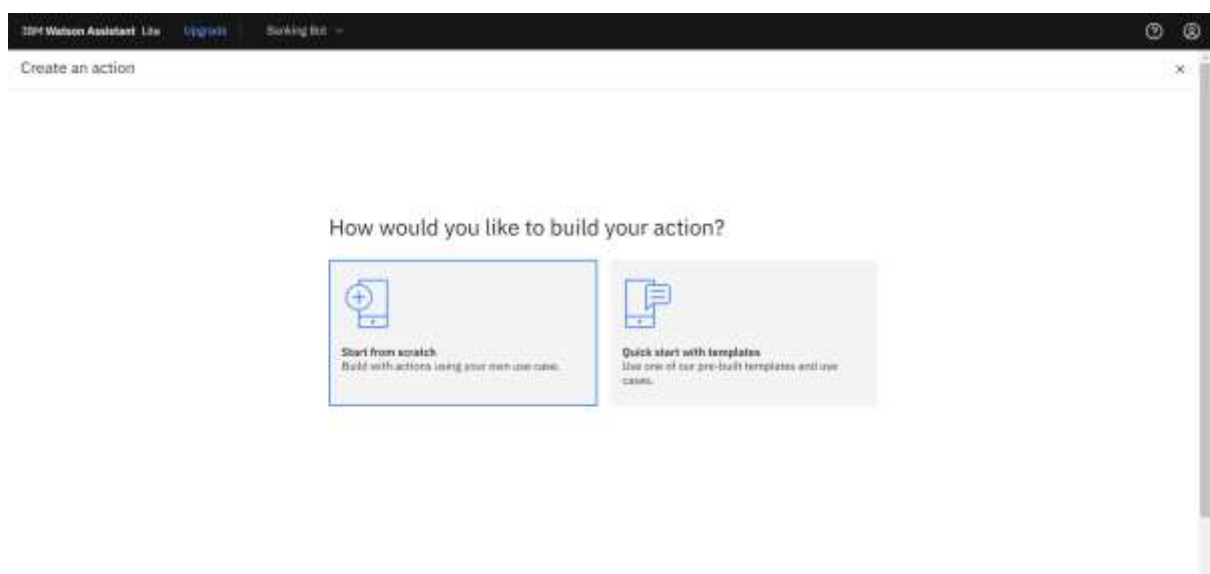 IBM Watson Assistant Lite Upgrade Banking Bot
Create an action
How would you like to build your action?
Start from scratch
Build with actions using your own use case.
Quick start with templates
Use one of our pre-built templates and use
cases.